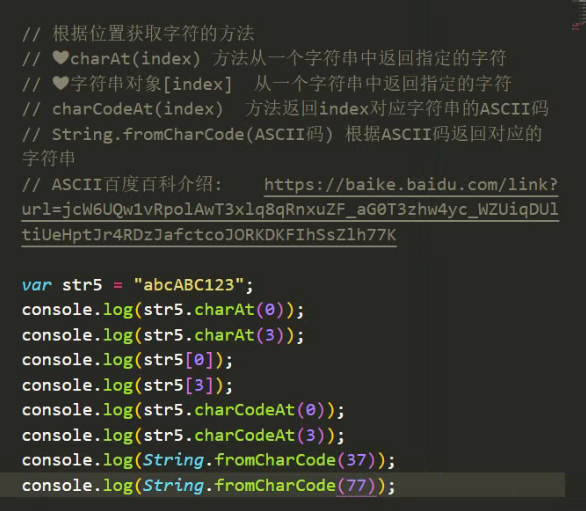 // 根据位置获取字符的方法
// ♥charAt(index) 方法从一个字符串中返回指定的字符
// ♥字符串对象[index]  从一个字符串中返回指定的字符
// charCodeAt(index)  方法返回index对应字符串的ASCII码
// String.fromCharCode(ASCII码) 根据ASCII码返回对应的
字符串
// ASCII百度百科介绍:   https://baike.baidu.com/link?
url=jcW6UQw1vRpolAwT3xlq8qRnxuZF_aG0T3zhw4yc_WZUiqDUl
tiUeHptJr4RDzJafctcoJORKDKFIhSsZlh77K
var str5 = "abcABC123";
console.log(str5.charAt(0));
console.log(str5.charAt(3));
console.log(str5[0]);
console.log(str5[3]);
console.log(str5.charCodeAt(0));
console.log(str5.charCodeAt(3));
console.log(String.fromCharCode(37));
console.log(String.fromCharCode(77));